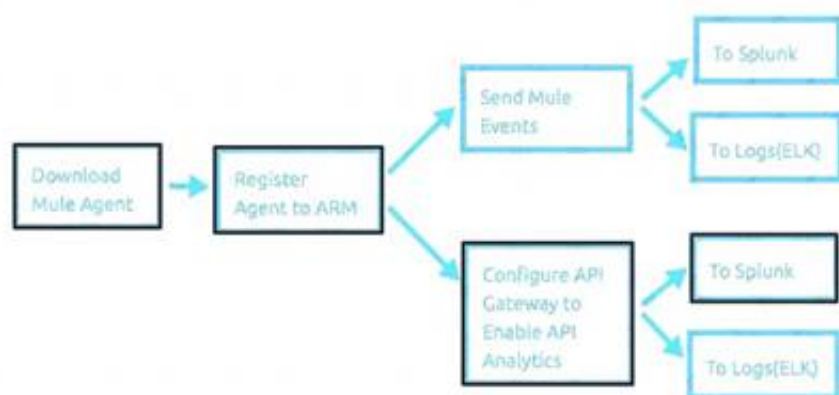 Download
Mule Agent
Register
Agent to ARM
Send Mule
Events
To Splunk
To Logs(ELK)
Configure API
Gateway to
Enable API
Analytics
To Splunk
To Logs(ELK)